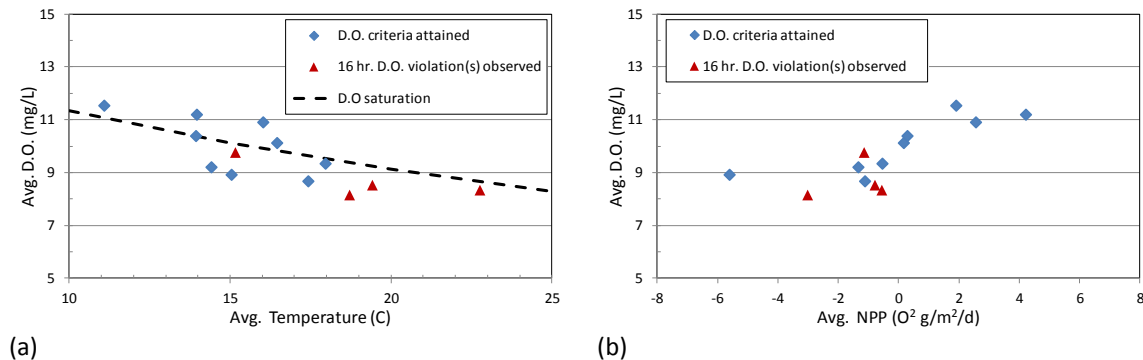 15
13
11
9
7
5
Avg. D.O. (mg/L)
D.O. criteria attained
16 hr. D.O. violation(s) observed
D.O saturation
10
15
20
25
Avg. Temperature (C)
(a)
15
13
11
9
7
5
Avg. D.O. (mg/L)
D.O. criteria attained
16 hr. D.O. violation(s) observed
-8
-6
-4
-2
0
2
4
6
8
Avg. NPP (O² g/m²/d)
(b)